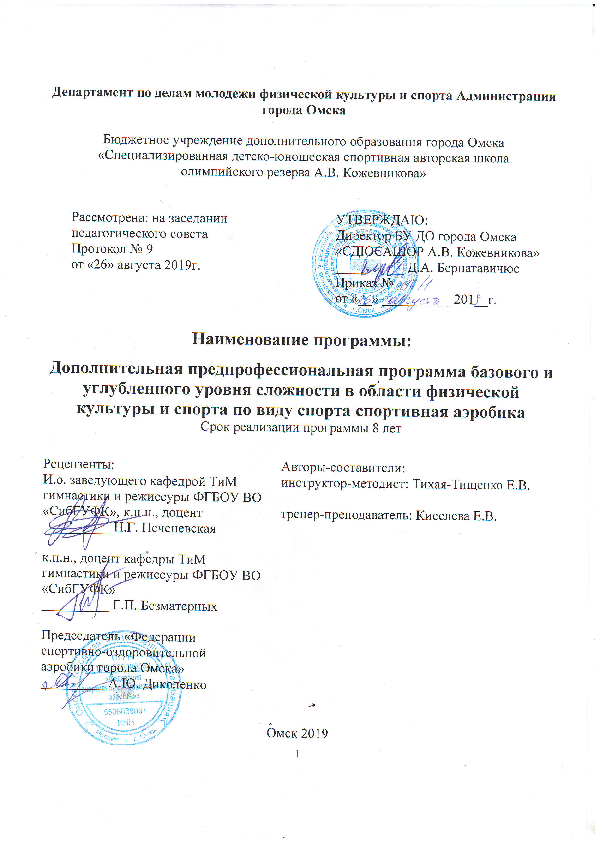 Департамент по делам молодежи физической культуры и спорта Администрации
города Омска
Бюджетное учреждение дополнительного образования города Омска
«Специализированная детско-юношеская спортивная авторская школа
олимпийского резерва А.В. Кожевникова»
Рассмотрена: на заседании
педагогического совета
Протокол № 9
от «26» августа 2019г.
УТВЕРЖДАЮ:
Директор БУ ДО города Омска
«СДЮСАШОР А.В. Кожевникова»
Д.А. Бернатавичюс
Приказ №
от августа 201 г.
Наименование программы:
Дополнительная предпрофессиональная программа базового и
углубленного уровня сложности в области физической
культуры и спорта по виду спорта спортивная аэробика
Срок реализации программы 8 лет
Рецензенты:
И.о. заведующего кафедрой ТиМ
гимнастики и режиссуры ФГБОУ ВО
«СибГУФК», к.п.н., доцент
П.Г. Печеневская
к.п.н., доцент кафедры ТиМ
гимнастики и режиссуры ФГБОУ ВО
«СибГУФК»
Г.П. Безматерных
Председатель «Федерации
спортивно-оздоровительной
аэробики города Омска»
А.Ю. Диколенко
Авторы-составители:
инструктор-методист: Тихая-Тищенко Е.В.
тренер-преподаватель: Киселева Е.В.
Омск 2019
1